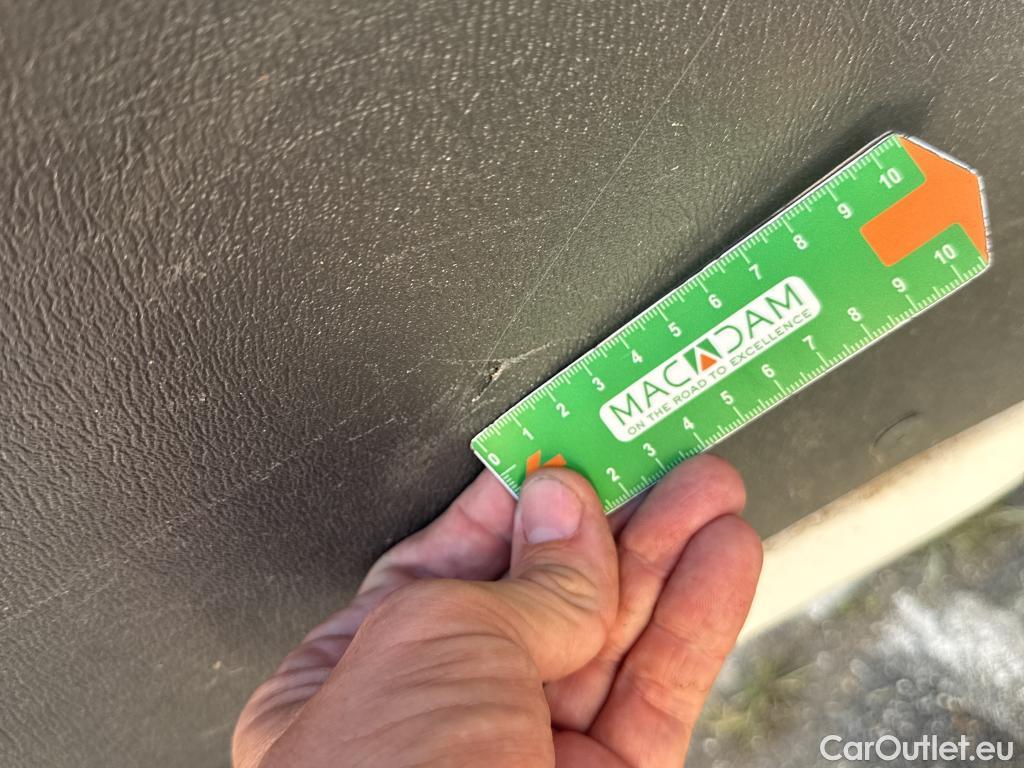 0 1 2 3 4 5 6 7 8 9 10
MACADAM
ON THE ROAD TO EXCELLENCE
2 3 4 5 6 7 8 9 10
CarOutlet.eu